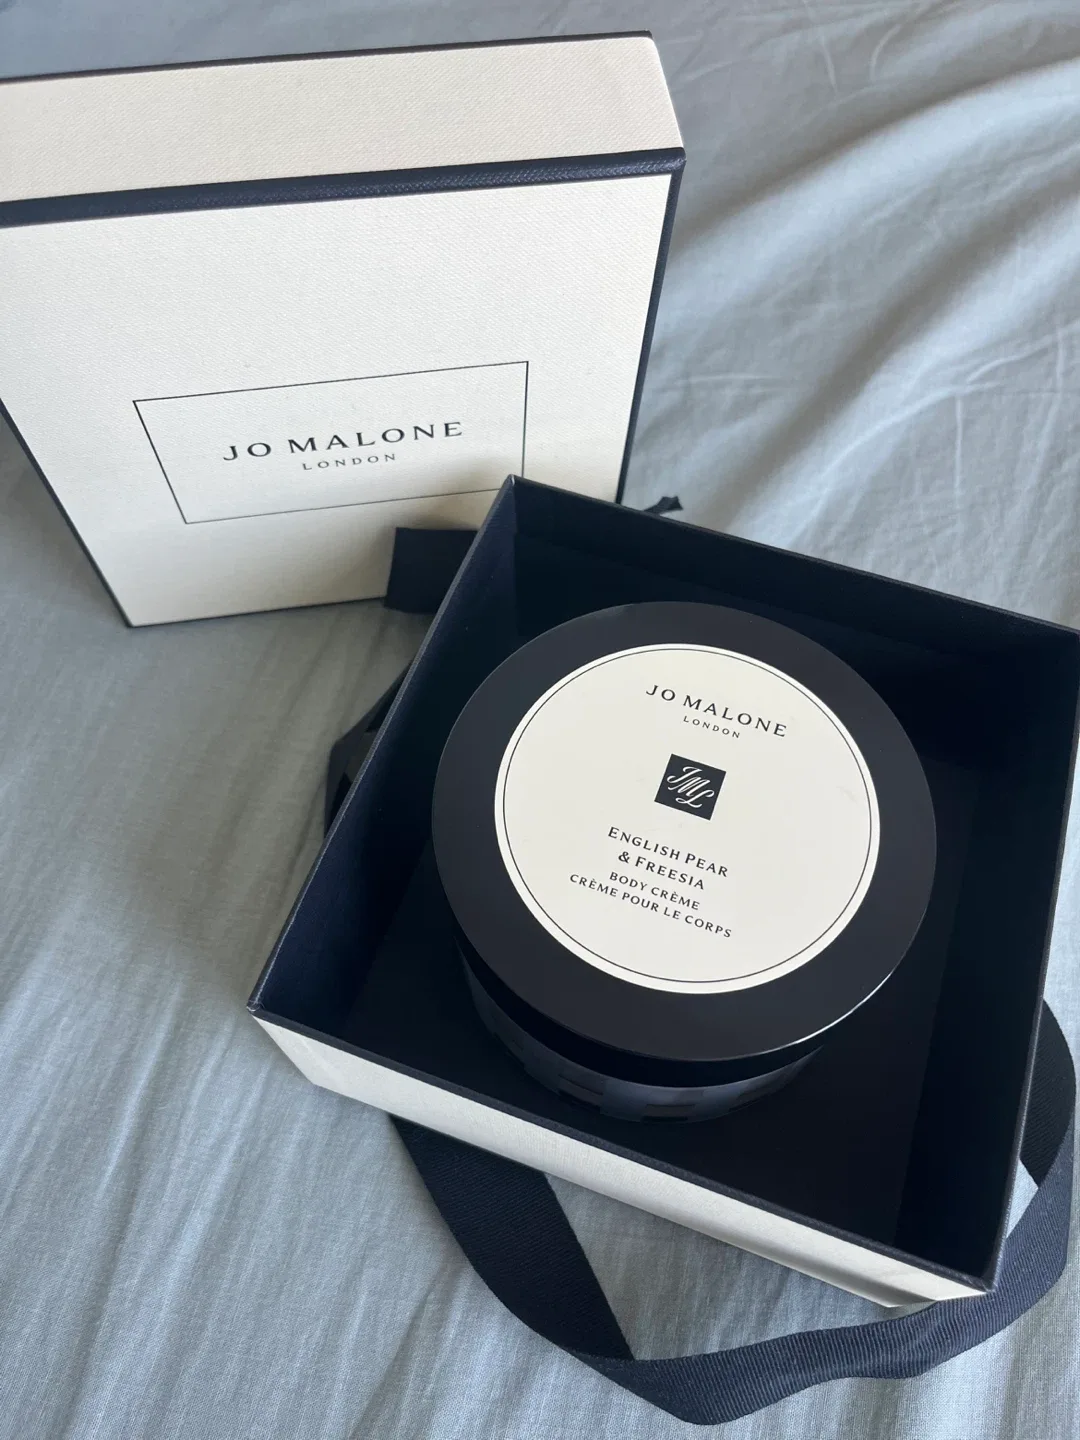 JO MALONE
LONDON
JO MALONE
LONDON
JML
ENGLISH PEAR
& FREESIA
BODY CRÈME
CRÈME POUR LE CORPS